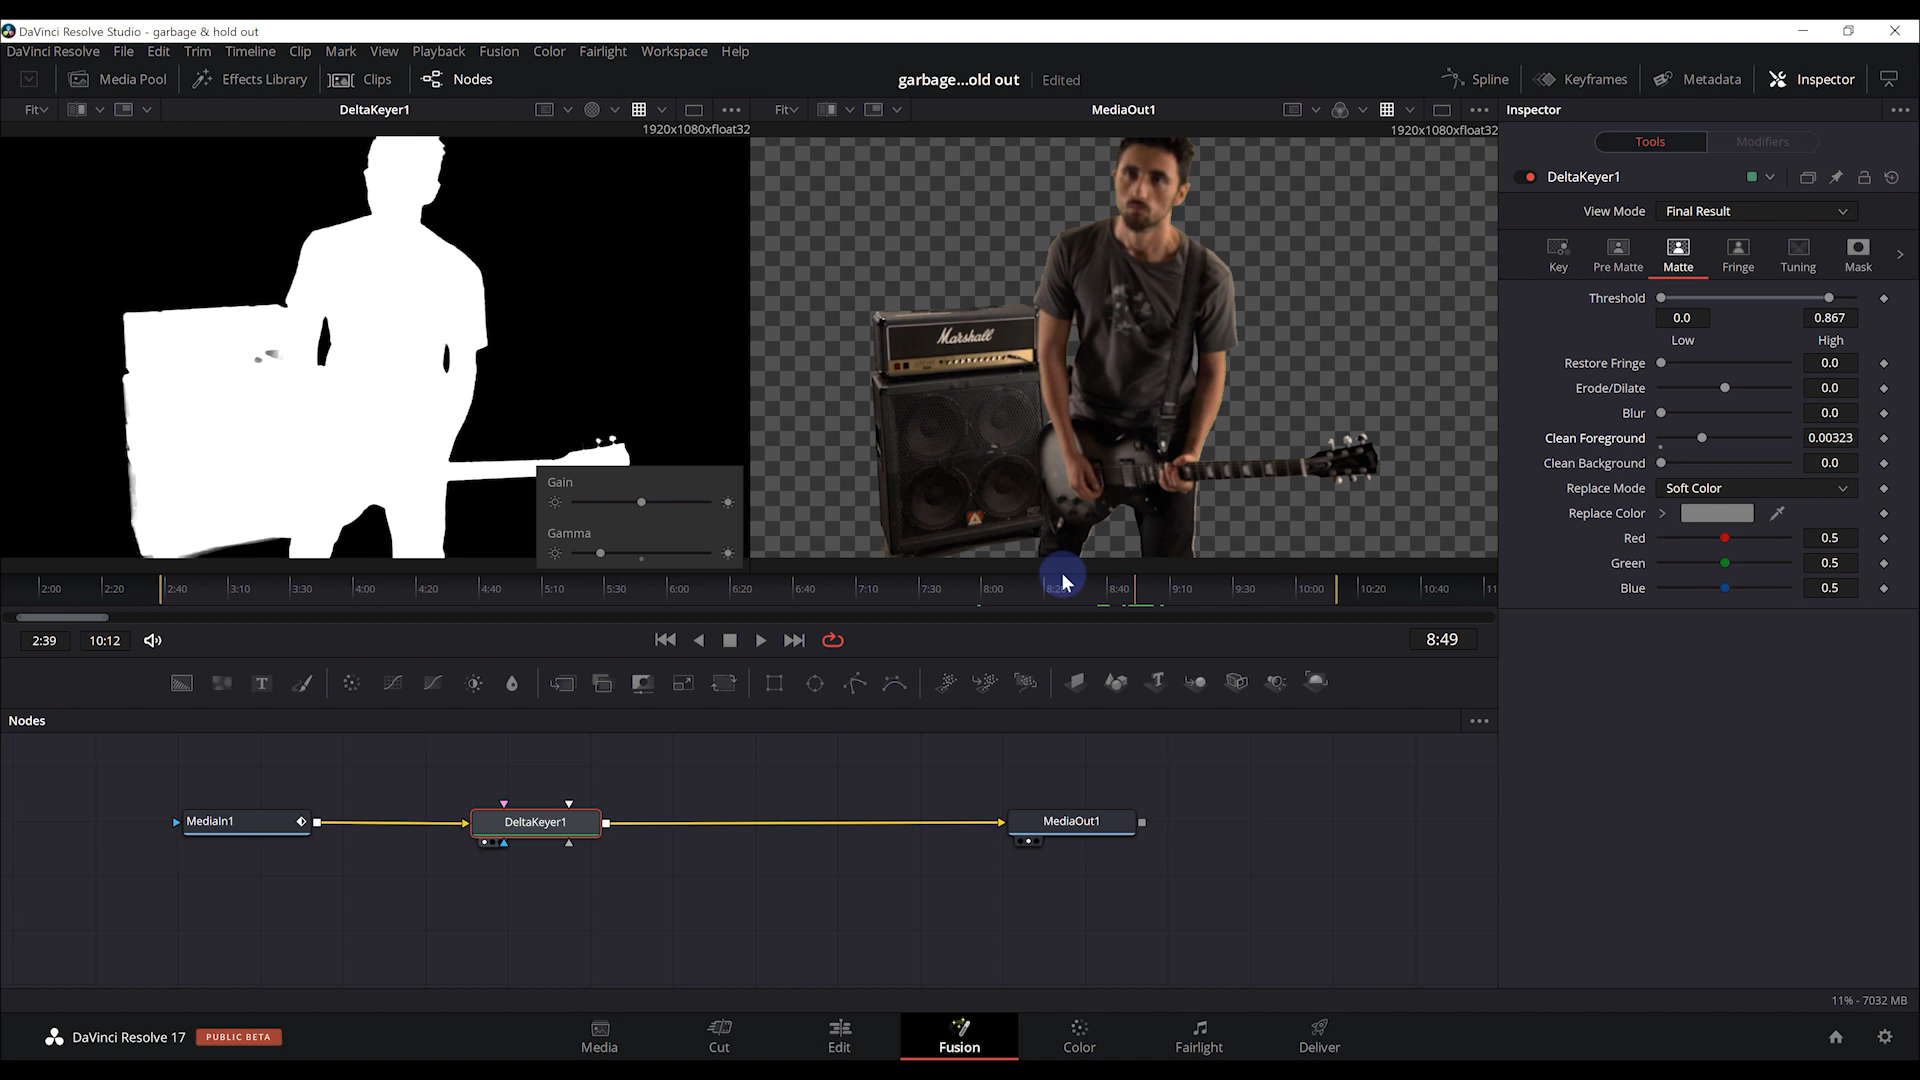 DaVinci Resolve Studio - garbage & hold out
DaVinci Resolve File Edit Trim Timeline Clip Mark View Playback Fusion Color Fairlight Workspace Help
Media Pool Effects Library Clips Nodes garbage...old out Edited Spline Keyframes Metadata Inspector
Fit DeltaKeyer1 Fit MediaOut1 Inspector
1920x1080xfloat32 1920x1080xfloat32
Tools Modifiers
DeltaKeyer1
View Mode Final Result
Key Pre Matte Matte Fringe Tuning Mask
Threshold
0.0 0.867
Low High
Restore Fringe 0.0
Erode/Dilate 0.0
Blur 0.0
Clean Foreground 0.00323
Clean Background 0.0
Replace Mode Soft Color
Replace Color
Red 0.5
Green 0.5
Blue 0.5
Marshall
Gain
Gamma
2:00 2:20 2:40 3:10 3:30 4:00 4:20 4:40 5:10 5:30 6:00 6:20 6:40 7:10 7:30 8:00 8:20 8:40 9:10 9:30 10:00 10:20 10:40 11
2:39 10:12 8:49
T T
Nodes
MediaIn1 DeltaKeyer1 MediaOut1
11% - 7032 MB
DaVinci Resolve 17 PUBLIC BETA Media Cut Edit Fusion Color Fairlight Deliver